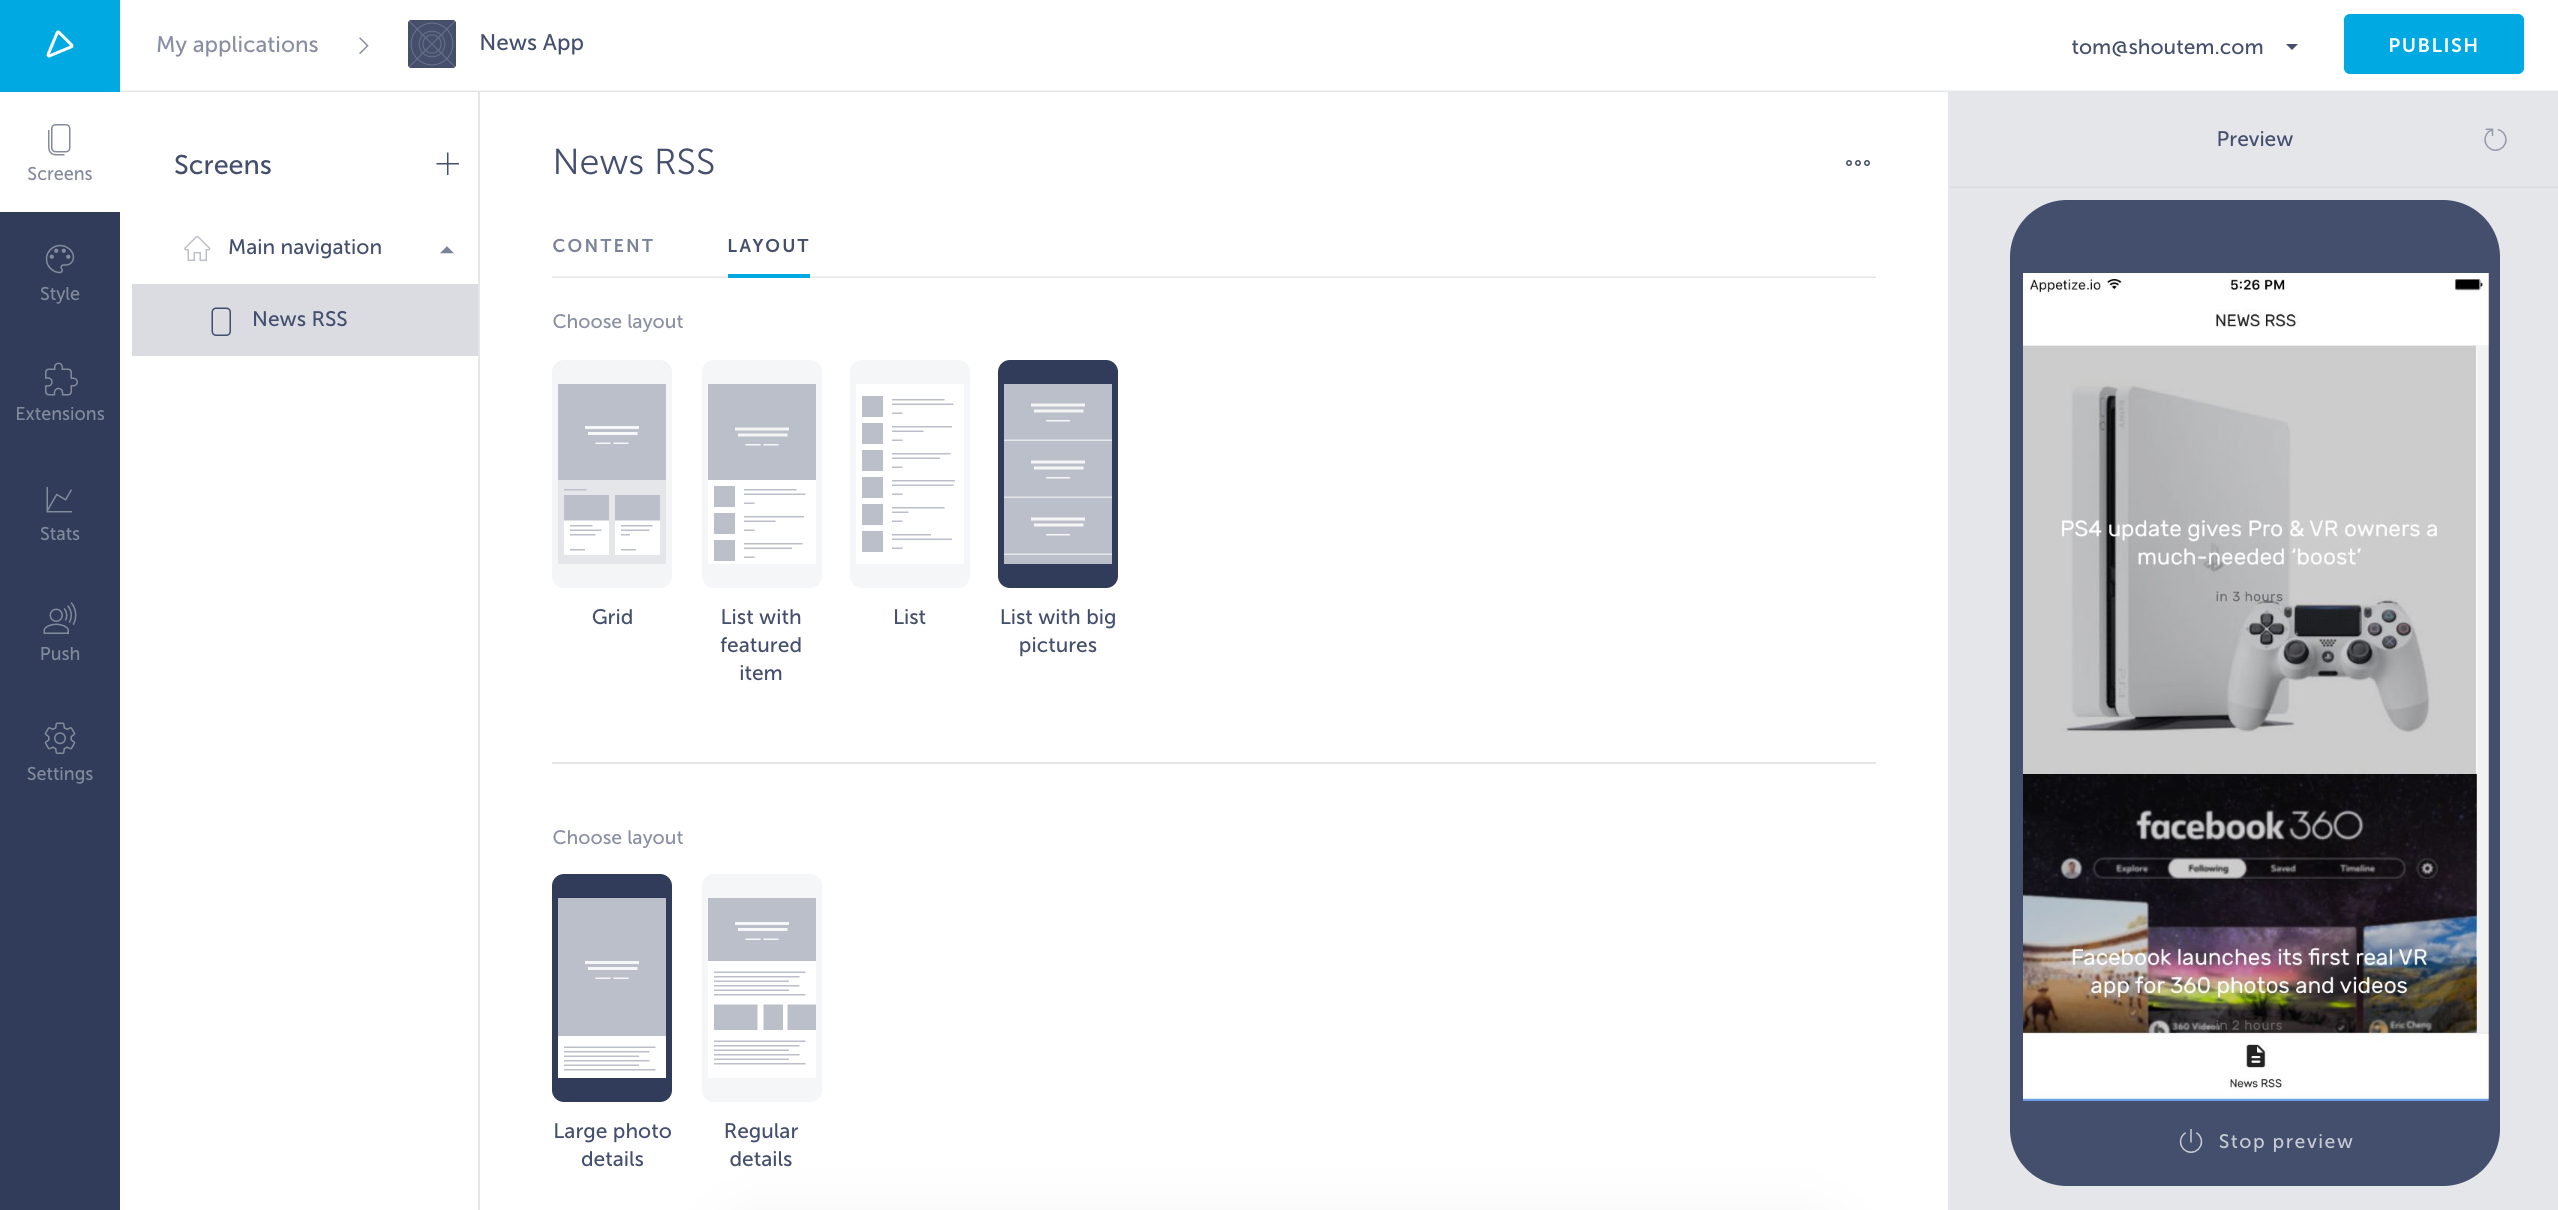 My applications
News App
tom@shoutem.com
PUBLISH
Screens
Style
Extensions
Stats
Push
Settings
Screens
Main navigation
News RSS
News RSS
CONTENT
LAYOUT
Choose layout
Grid
List with
featured
item
List
List with big
pictures
Choose layout
Large photo
details
Regular
details
Preview
Appetize.io
5:26 PM
NEWS RSS
PS4 update gives Pro & VR owners a
much-needed ‘boost’
in 3 hours
facebook 360
Explore
Following
Saved
Timeline
Facebook launches its first real VR
app for 360 photos and videos
360 Videos
in 2 hours
Eric Cheng
News RSS
Stop preview